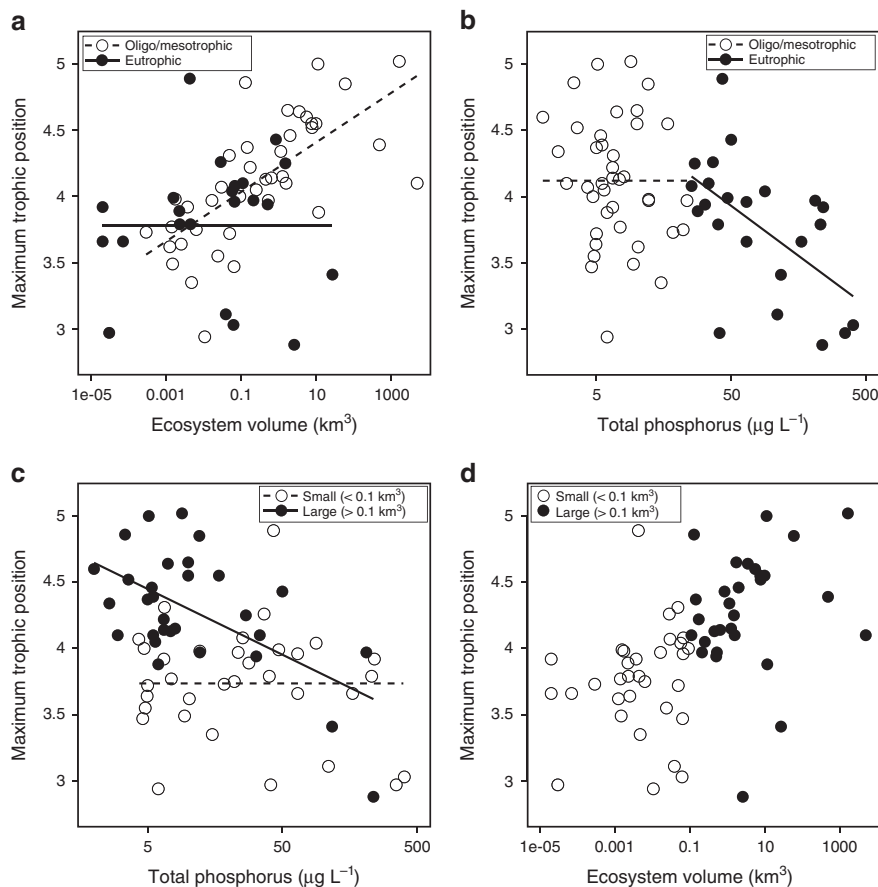 a
Oligo/mesotrophic
Eutrophic
5
4.5
4
3.5
3
Maximum trophic position
1e-05
0.001
0.1
10
1000
Ecosystem volume (km³)
b
Oligo/mesotrophic
Eutrophic
5
4.5
4
3.5
3
Maximum trophic position
5
50
500
Total phosphorus (μg L⁻¹)
c
Small (< 0.1 km³)
Large (> 0.1 km³)
5
4.5
4
3.5
3
Maximum trophic position
5
50
500
Total phosphorus (μg L⁻¹)
d
Small (< 0.1 km³)
Large (> 0.1 km³)
5
4.5
4
3.5
3
Maximum trophic position
1e-05
0.001
0.1
10
1000
Ecosystem volume (km³)